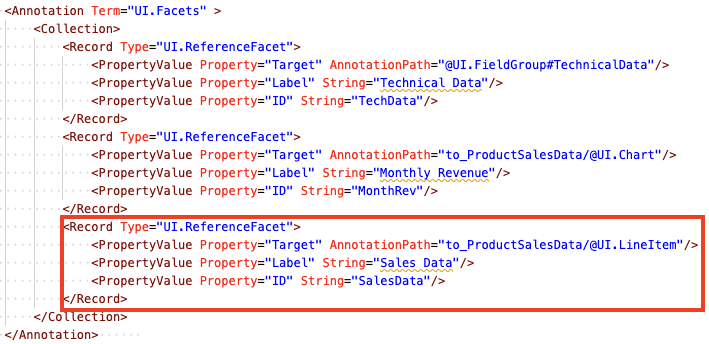 <Annotation Term="UI.Facets" >
<Collection>
<Record Type="UI.ReferenceFacet">
<PropertyValue Property="Target" AnnotationPath="@UI.FieldGroup#TechnicalData"/>
<PropertyValue Property="Label" String="Technical Data"/>
<PropertyValue Property="ID" String="TechData"/>
</Record>
<Record Type="UI.ReferenceFacet">
<PropertyValue Property="Target" AnnotationPath="to_ProductSalesData/@UI.Chart"/>
<PropertyValue Property="Label" String="Monthly Revenue"/>
<PropertyValue Property="ID" String="MonthRev"/>
</Record>
<Record Type="UI.ReferenceFacet">
<PropertyValue Property="Target" AnnotationPath="to_ProductSalesData/@UI.LineItem"/>
<PropertyValue Property="Label" String="Sales Data"/>
<PropertyValue Property="ID" String="SalesData"/>
</Record>
</Collection>
</Annotation>